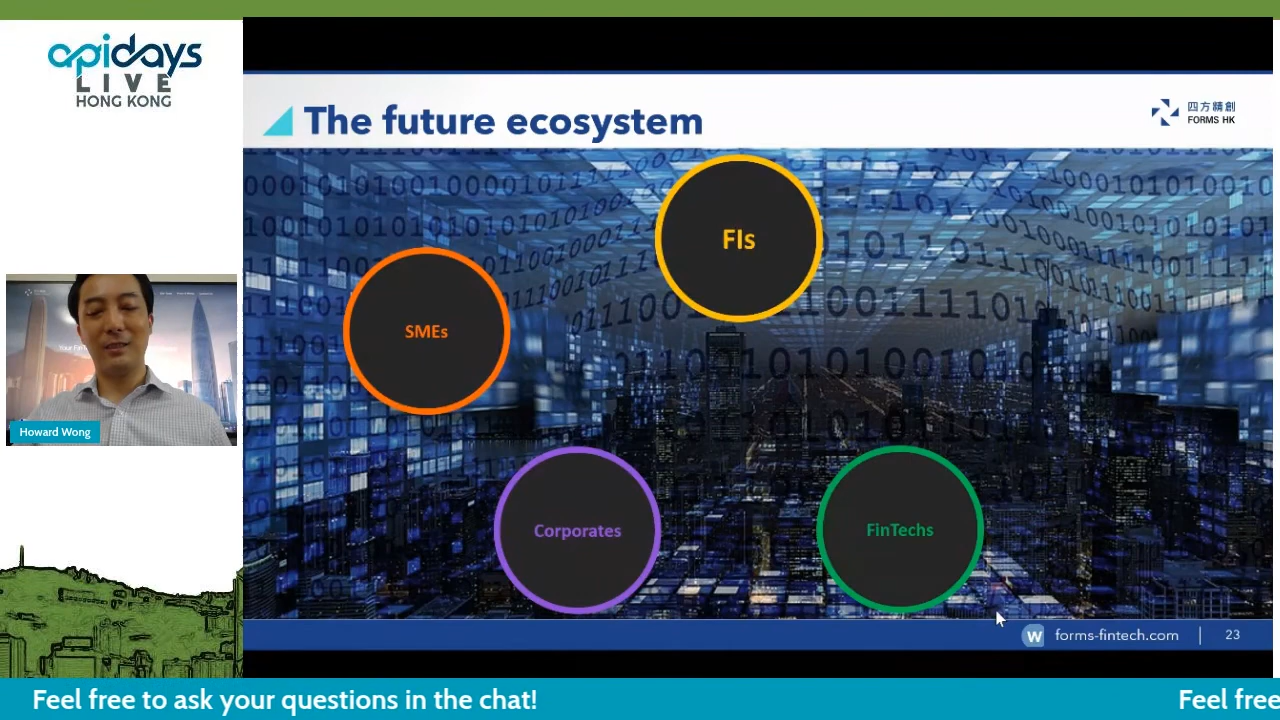 apidays
LIVE
HONG KONG
The future ecosystem
四方精創
FORMS HK
FIs
SMEs
Corporates
FinTechs
Howard Wong
forms-fintech.com
23
Feel free to ask your questions in the chat!
Feel free